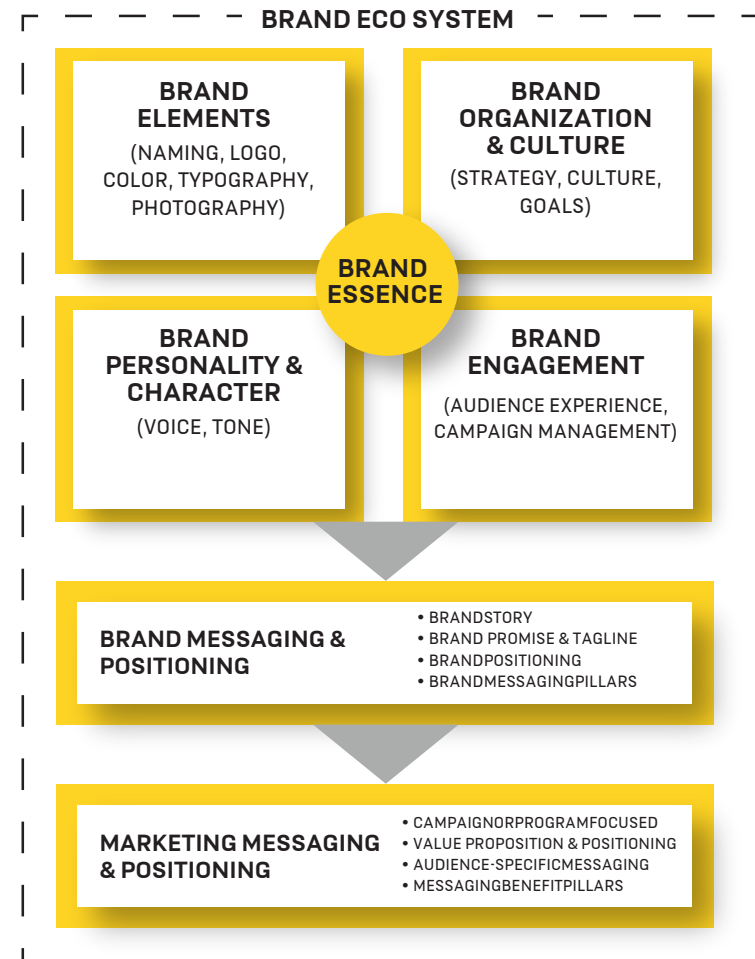 BRAND ECO SYSTEM
BRAND
ELEMENTS
(NAMING, LOGO,
COLOR, TYPOGRAPHY,
PHOTOGRAPHY)
BRAND
ORGANIZATION
& CULTURE
(STRATEGY, CULTURE,
GOALS)
BRAND
ESSENCE
BRAND
PERSONALITY &
CHARACTER
(VOICE, TONE)
BRAND
ENGAGEMENT
(AUDIENCE EXPERIENCE,
CAMPAIGN MANAGEMENT)
BRAND MESSAGING &
POSITIONING
• BRANDSTORY
• BRAND PROMISE & TAGLINE
• BRANDPOSITIONING
• BRANDMESSAGINGPILLARS
MARKETING MESSAGING
& POSITIONING
• CAMPAIGNORPROGRAMFOCUSED
• VALUE PROPOSITION & POSITIONING
• AUDIENCE-SPECIFICMESSAGING
• MESSAGINGBENEFITPILLARS